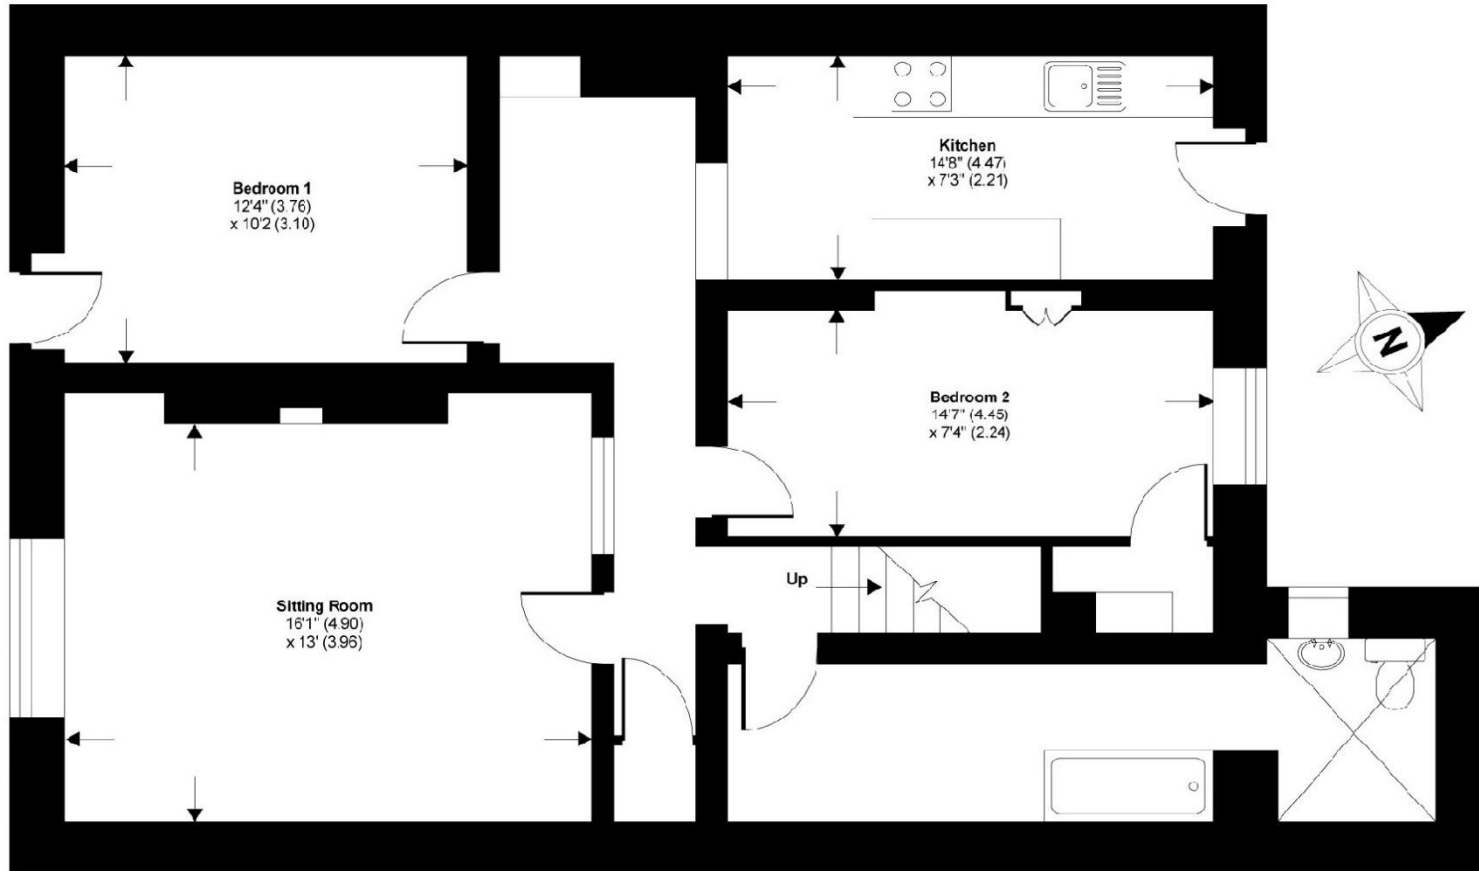 Bedroom 1
12'4" (3.76)
x 10'2 (3.10)
Kitchen
14'8" (4.47)
x 7'3" (2.21)
Bedroom 2
14'7" (4.45)
x 7'4" (2.24)
Sitting Room
16'1" (4.90)
x 13' (3.96)
Up
N